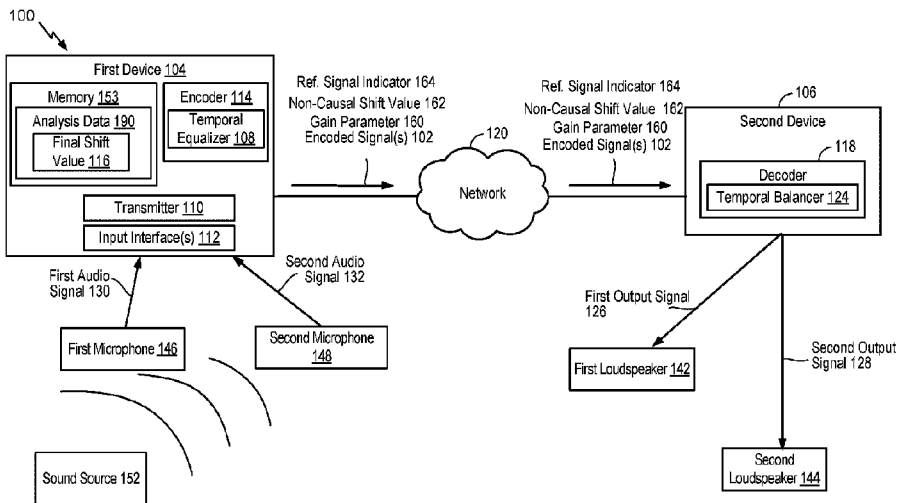 100
First Device 104
Memory 153
Analysis Data 190
Final Shift
Value 116
Encoder 114
Temporal
Equalizer 108
Transmitter 110
Input Interface(s) 112
Ref. Signal Indicator 164
Non-Causal Shift Value 162
Gain Parameter 160
Encoded Signal(s) 102
120
Network
Ref. Signal Indicator 164
Non-Causal Shift Value 162
Gain Parameter 160
Encoded Signal(s) 102
106
Second Device
118
Decoder
Temporal Balancer 124
First Audio
Signal 130
Second Audio
Signal 132
First Microphone 146
Second Microphone
148
First Output Signal
126
First Loudspeaker 142
Second Output
Signal 128
Sound Source 152
Second
Loudspeaker 144